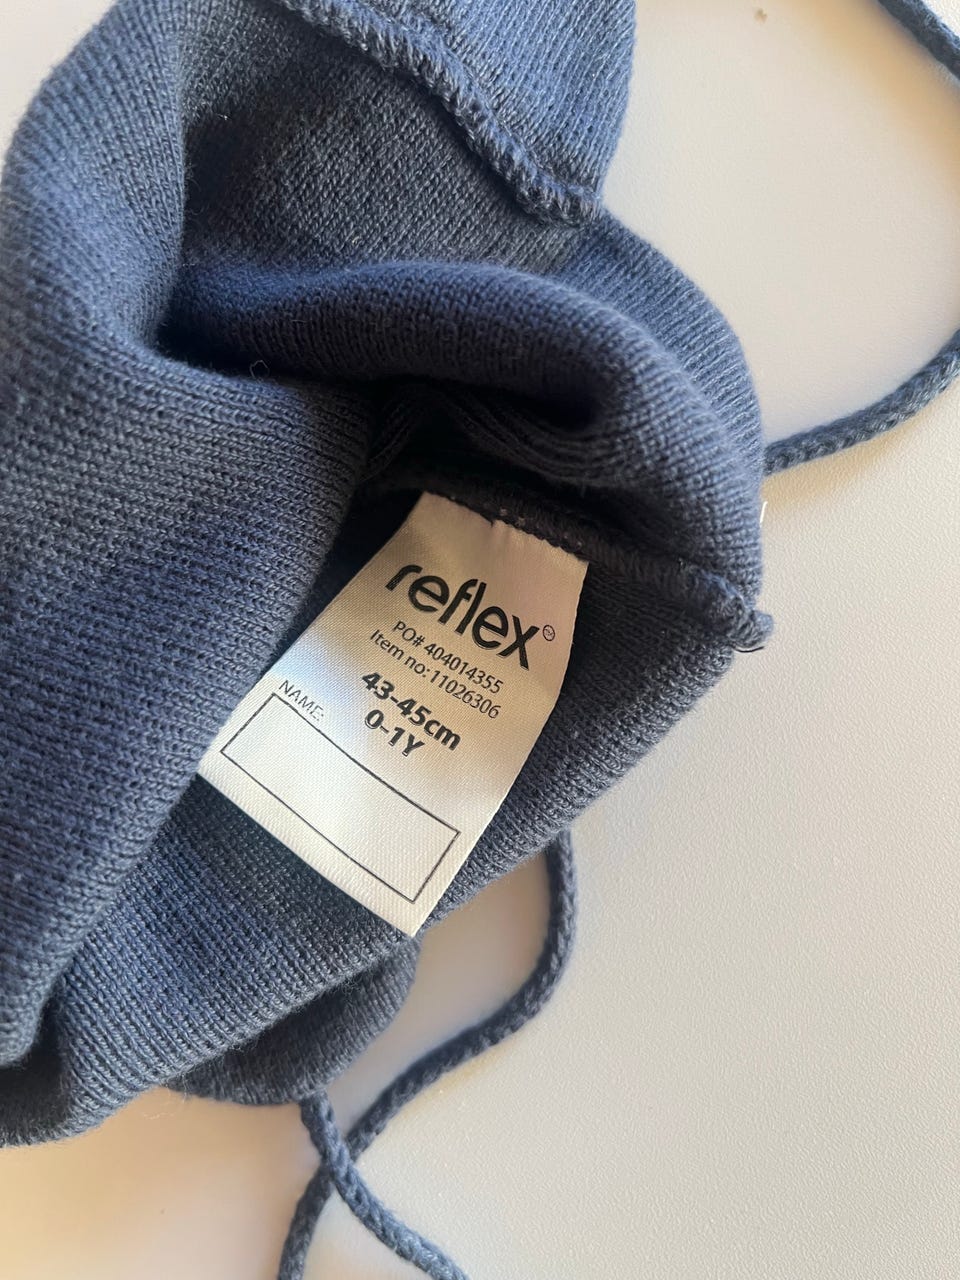 reflex
PO# 404014355
Item no:11026306
43-45cm
0-1Y
NAME: